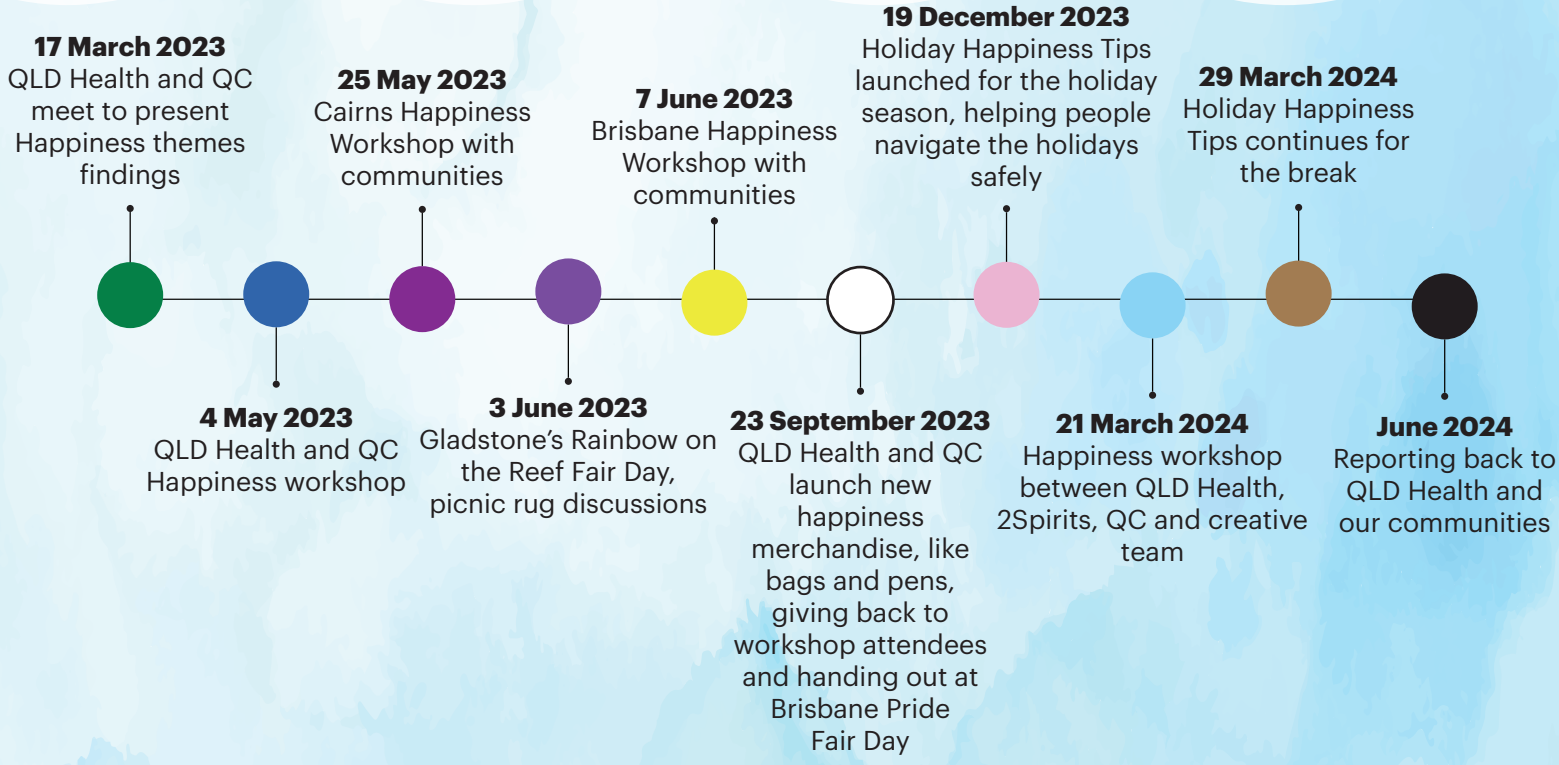 17 March 2023
QLD Health and QC
meet to present
Happiness themes
findings
4 May 2023
QLD Health and QC
Happiness workshop
25 May 2023
Cairns Happiness
Workshop with
communities
3 June 2023
Gladstone’s Rainbow on
the Reef Fair Day,
picnic rug discussions
7 June 2023
Brisbane Happiness
Workshop with
communities
23 September 2023
QLD Health and QC
launch new
happiness
merchandise, like
bags and pens,
giving back to
workshop attendees
and handing out at
Brisbane Pride
Fair Day
19 December 2023
Holiday Happiness Tips
launched for the holiday
season, helping people
navigate the holidays
safely
21 March 2024
Happiness workshop
between QLD Health,
2Spirits, QC and creative
team
29 March 2024
Holiday Happiness
Tips continues for
the break
June 2024
Reporting back to
QLD Health and
our communities